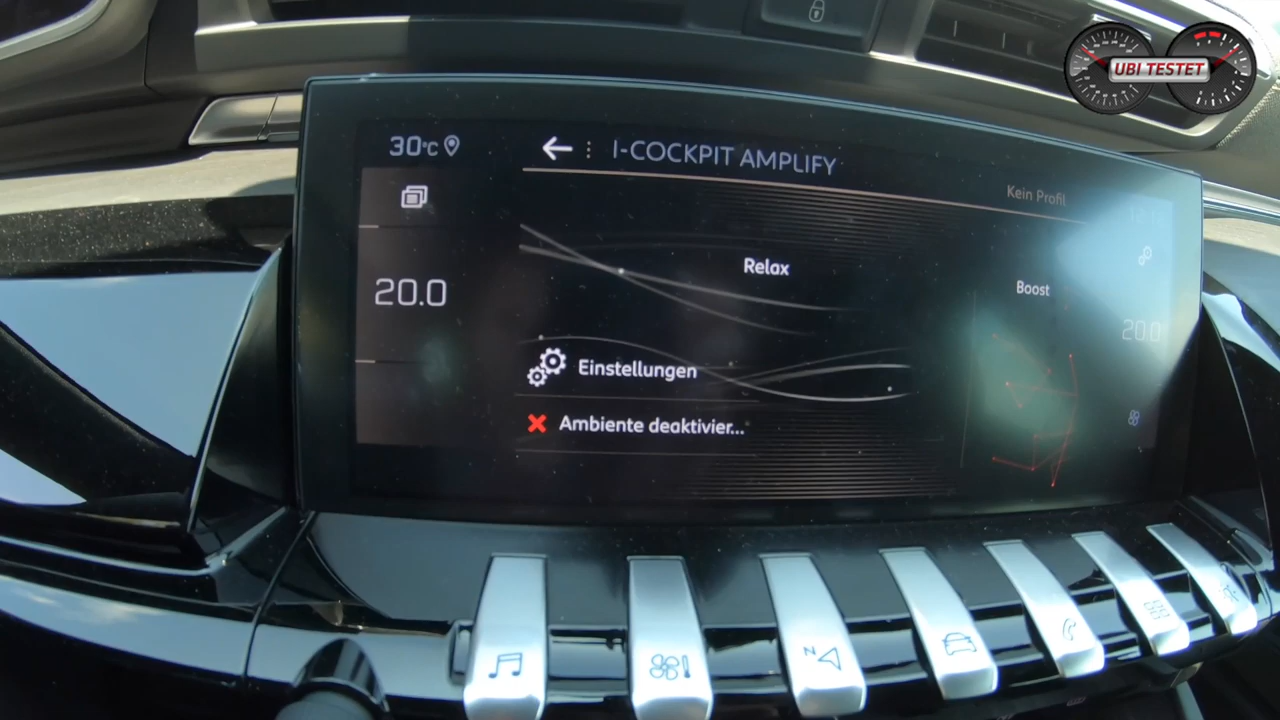 UBI TESTET
30°C
I-COCKPIT AMPLIFY
Kein Profil
Relax
Boost
20.0
20.0
Einstellungen
Ambiente deaktivier...
N